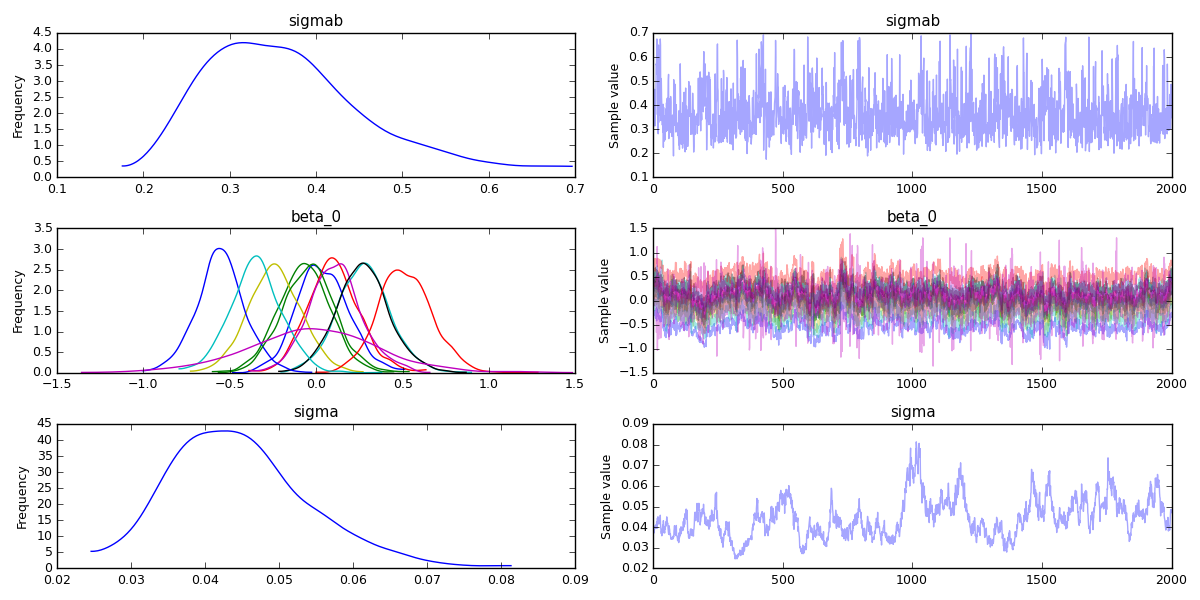 sigmab
Frequency
4.5
4.0
3.5
3.0
2.5
2.0
1.5
1.0
0.5
0.0
0.1 0.2 0.3 0.4 0.5 0.6 0.7
sigmab
Sample value
0.7
0.6
0.5
0.4
0.3
0.2
0.1
0 500 1000 1500 2000
beta_0
Frequency
3.5
3.0
2.5
2.0
1.5
1.0
0.5
0.0
−1.5 −1.0 −0.5 0.0 0.5 1.0 1.5
beta_0
Sample value
1.5
1.0
0.5
0.0
−0.5
−1.0
−1.5
0 500 1000 1500 2000
sigma
Frequency
45
40
35
30
25
20
15
10
5
0
0.02 0.03 0.04 0.05 0.06 0.07 0.08 0.09
sigma
Sample value
0.09
0.08
0.07
0.06
0.05
0.04
0.03
0.02
0 500 1000 1500 2000